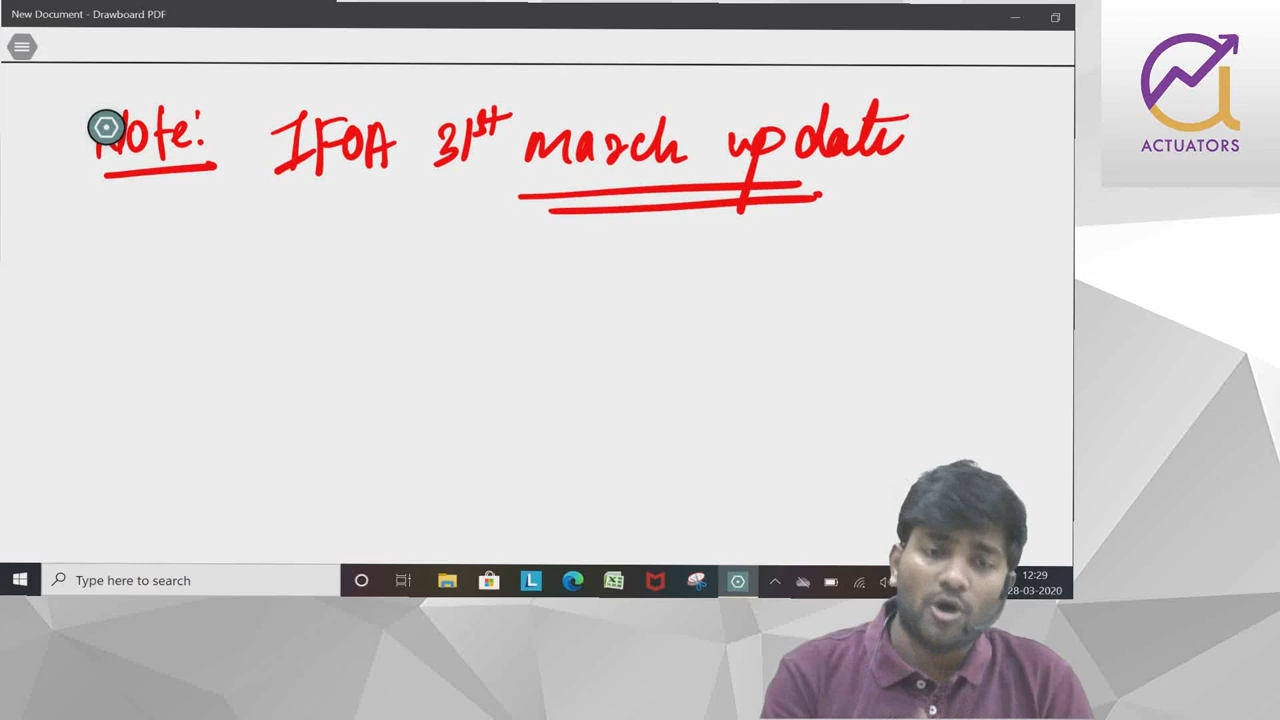 New Document - Drawboard PDF
Note: IFOA 31st march update
ACTUATORS
Type here to search
12:29
28-03-2020